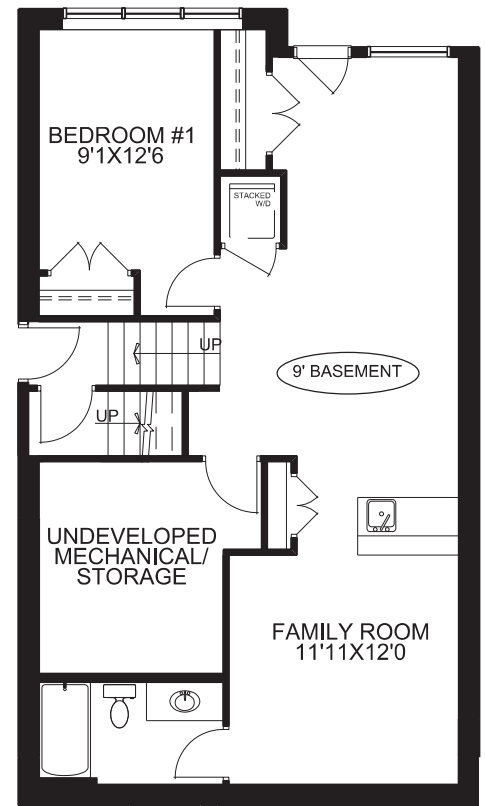 BEDROOM #1
9'1X12'6
STACKED
W/D
UP
9' BASEMENT
UP
UNDEVELOPED
MECHANICAL/
STORAGE
FAMILY ROOM
11'11X12'0